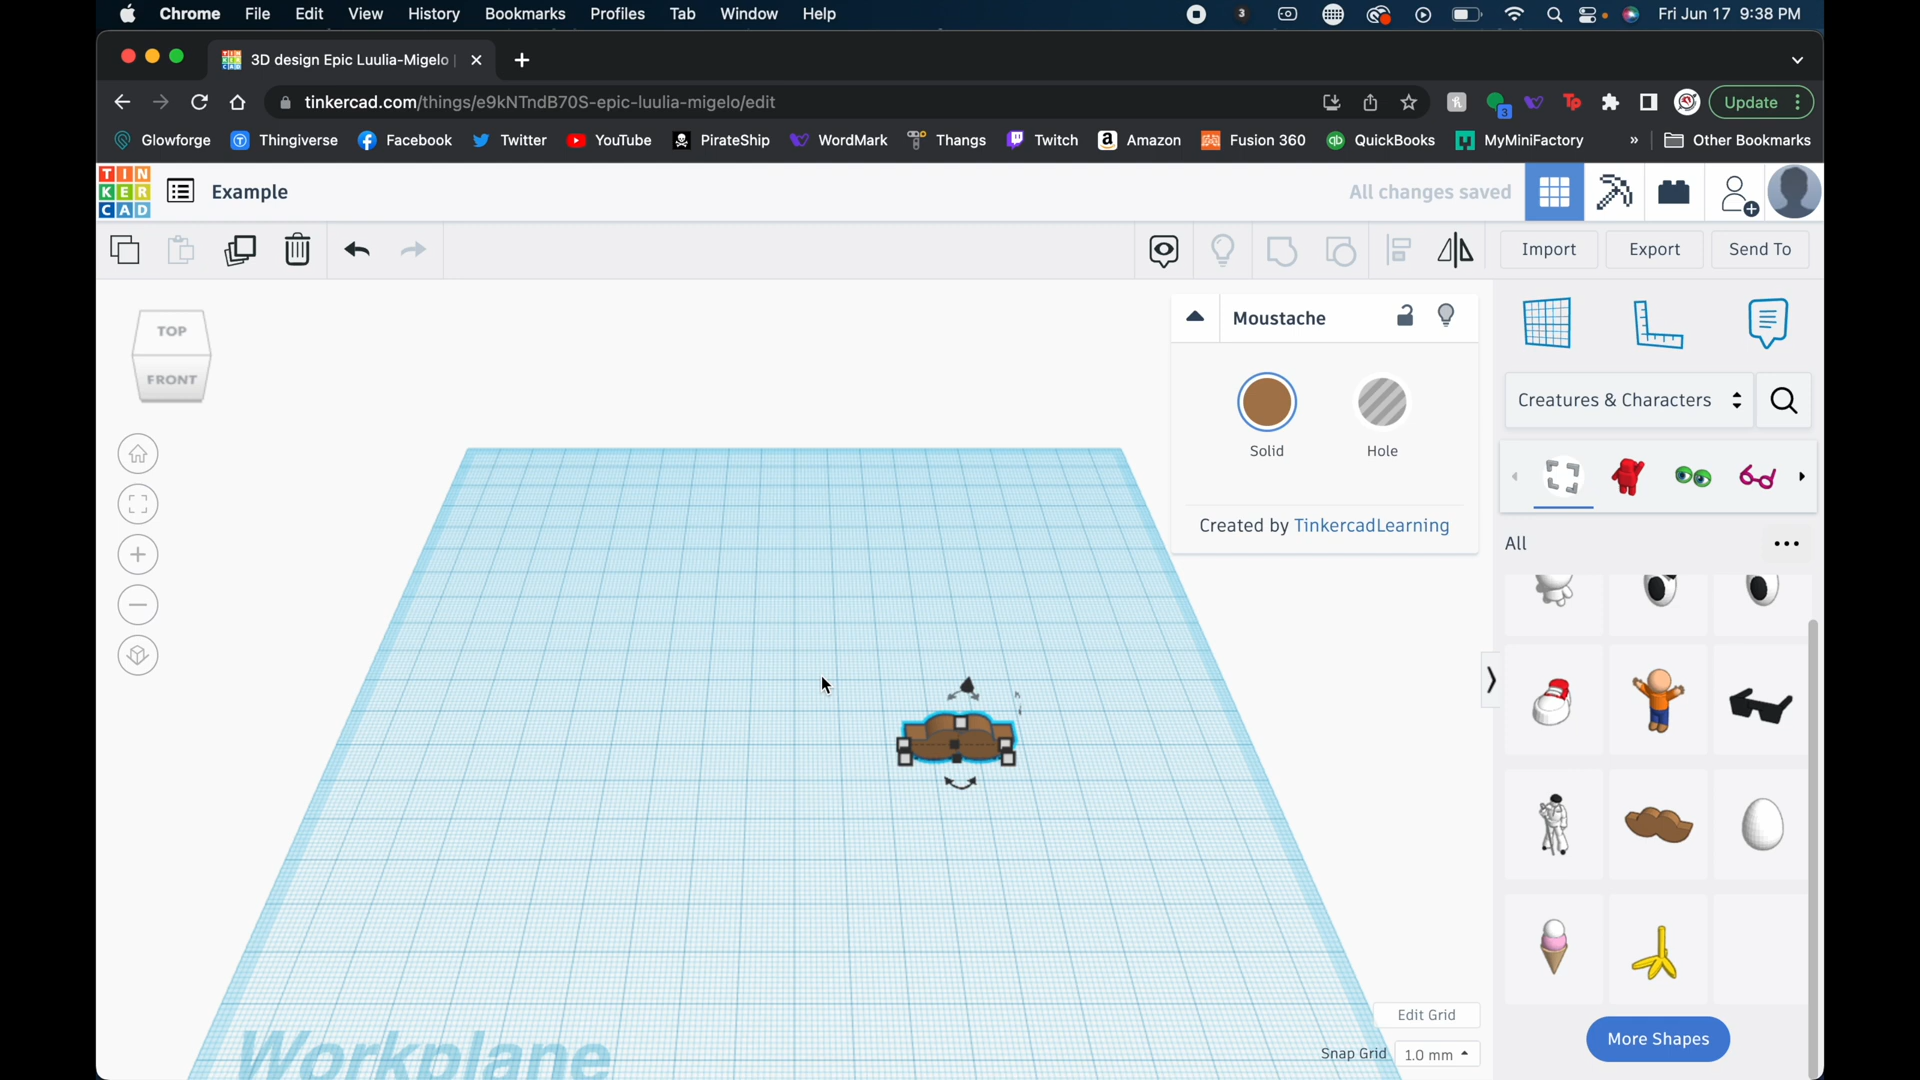 Chrome File Edit View History Bookmarks Profiles Tab Window Help 3 Fri Jun 17 9:38 PM
3D design Epic Luulia-Migelo
tinkercad.com/things/e9kNTndB70S-epic-luulia-migelo/edit 3 Update
Glowforge Thingiverse Facebook Twitter YouTube PirateShip WordMark Thangs Twitch Amazon Fusion 360 QuickBooks MyMiniFactory » Other Bookmarks
TIN
KER
CAD
Example All changes saved
Import Export Send To
TOP
FRONT
Moustache
Solid Hole
Created by TinkercadLearning
Creatures & Characters
All
Workplane
Edit Grid
Snap Grid 1.0 mm
More Shapes